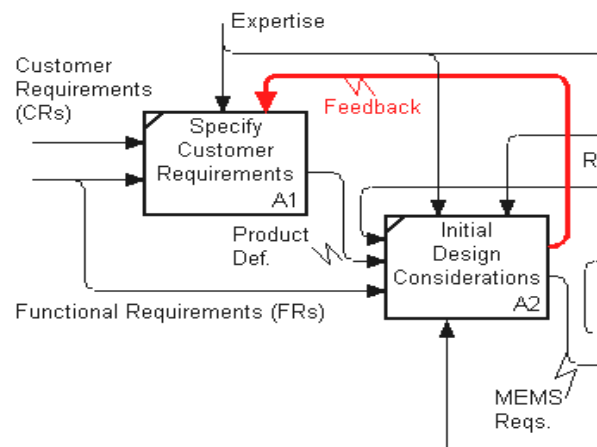 Expertise
Customer
Requirements
(CRs)
Feedback
Specify
Customer
Requirements
A1
R
Product
Def.
Initial
Design
Considerations
A2
Functional Requirements (FRs)
MEMS
Reqs.